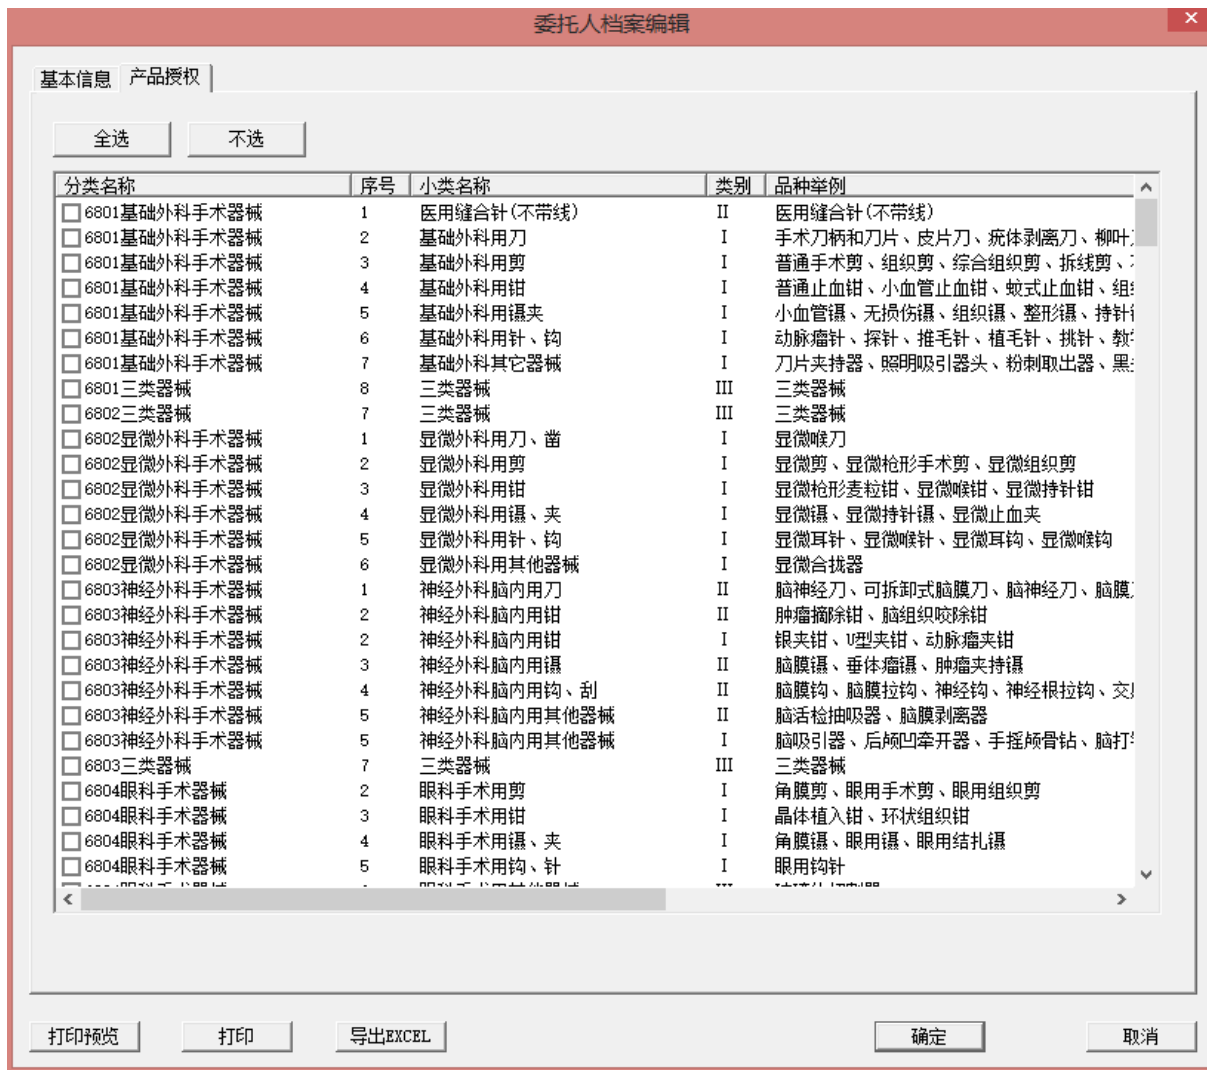 委托人档案编辑
基本信息 产品授权
全选 不选
分类名称 序号 小类名称 类别 品种举例
6801基础外科手术器械 1 医用缝合针(不带线) II 医用缝合针(不带线)
6801基础外科手术器械 2 基础外科用刀 I 手术刀柄和刀片、皮片刀、疣体剥离刀、柳叶
6801基础外科手术器械 3 基础外科用剪 I 普通手术剪、组织剪、综合组织剪、拆线剪、
6801基础外科手术器械 4 基础外科用钳 I 普通止血钳、小血管止血钳、蚊式止血钳、组
6801基础外科手术器械 5 基础外科用镊夹 I 小血管镊、无损伤镊、组织镊、整形镊、持针
6801基础外科手术器械 6 基础外科用针、钩 I 动脉瘤针、探针、推毛针、植毛针、挑针、教
6801基础外科手术器械 7 基础外科其它器械 I 刀片夹持器、照明吸引器头、粉刺取出器、黑
6801三类器械 8 三类器械 III 三类器械
6802三类器械 7 三类器械 III 三类器械
6802显微外科手术器械 1 显微外科用刀、凿 I 显微喉刀
6802显微外科手术器械 2 显微外科用剪 I 显微剪、显微枪形手术剪、显微组织剪
6802显微外科手术器械 3 显微外科用钳 I 显微枪形麦粒钳、显微喉钳、显微持针钳
6802显微外科手术器械 4 显微外科用镊、夹 I 显微镊、显微持针镊、显微止血夹
6802显微外科手术器械 5 显微外科用针、钩 I 显微耳针、显微喉针、显微耳钩、显微喉钩
6802显微外科手术器械 6 显微外科用其他器械 I 显微合拢器
6803神经外科手术器械 1 神经外科脑内用刀 II 脑神经刀、可拆卸式脑膜刀、脑神经刀、脑膜
6803神经外科手术器械 2 神经外科脑内用钳 II 肿瘤摘除钳、脑组织咬除钳
6803神经外科手术器械 2 神经外科脑内用钳 I 银夹钳、U型夹钳、动脉瘤夹钳
6803神经外科手术器械 3 神经外科脑内用镊 II 脑膜镊、垂体瘤镊、肿瘤夹持镊
6803神经外科手术器械 4 神经外科脑内用钩、刮 II 脑膜钩、脑膜拉钩、神经钩、神经根拉钩、交
6803神经外科手术器械 5 神经外科脑内用其他器械 II 脑活检抽吸器、脑膜剥离器
6803神经外科手术器械 5 神经外科脑内用其他器械 I 脑吸引器、后颅凹牵开器、手摇颅骨钻、脑打
6803三类器械 7 三类器械 III 三类器械
6804眼科手术器械 2 眼科手术用剪 I 角膜剪、眼用手术剪、眼用组织剪
6804眼科手术器械 3 眼科手术用钳 I 晶体植入钳、环状组织钳
6804眼科手术器械 4 眼科手术用镊、夹 I 角膜镊、眼用镊、眼用结扎镊
6804眼科手术器械 5 眼科手术用钩、针 I 眼用钩针
打印预览 打印 导出EXCEL 确定 取消